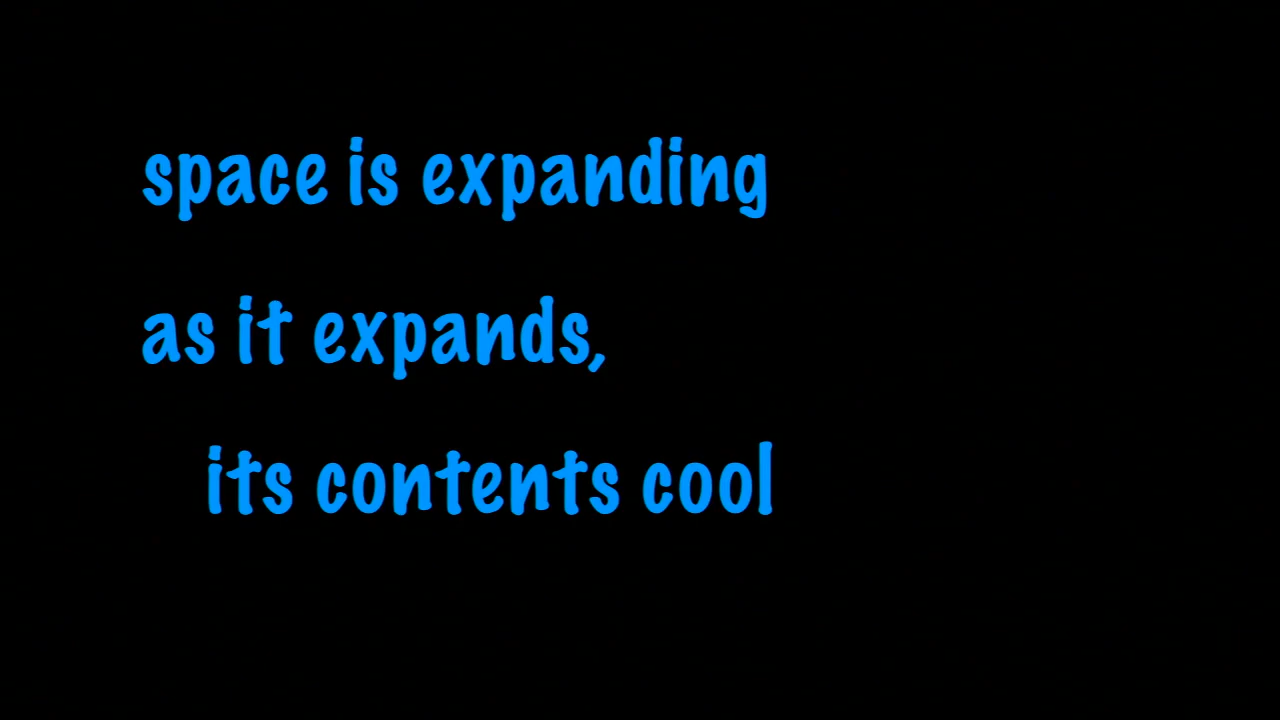 space is expanding
as it expands,
its contents cool